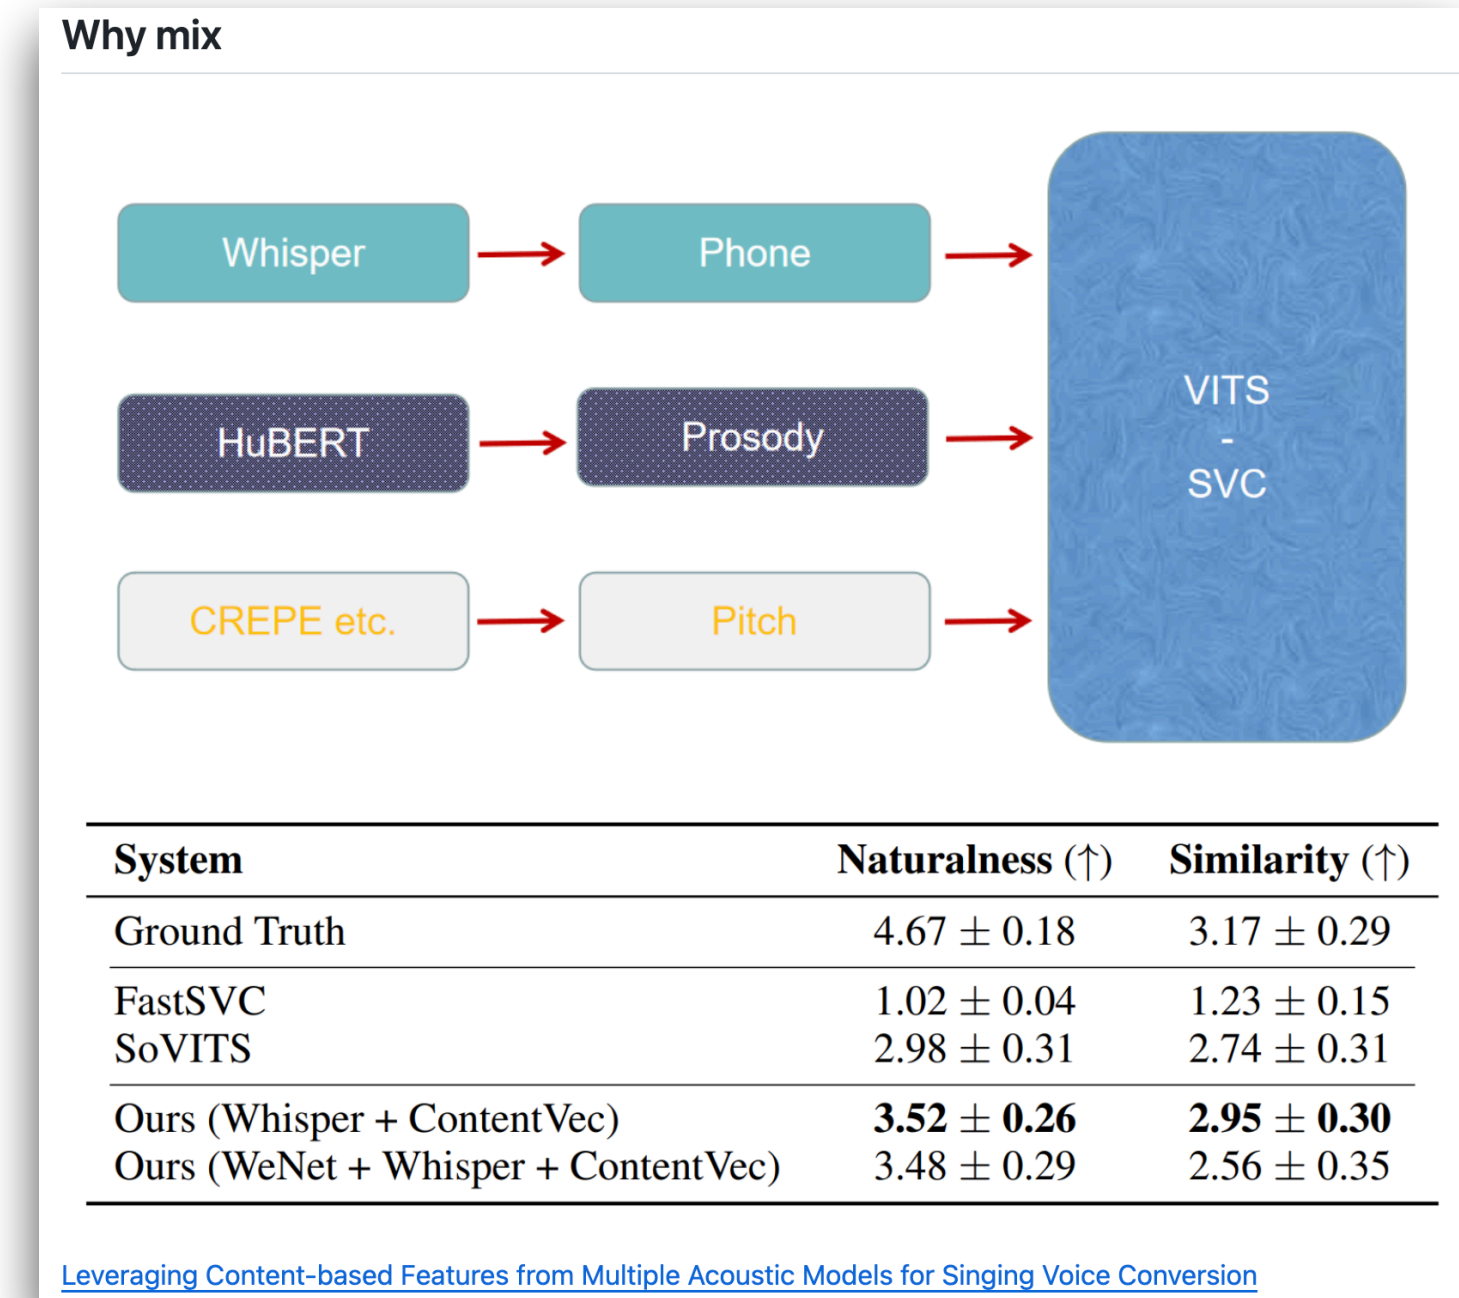 Why mix
Whisper
Phone
HuBERT
Prosody
CREPE etc.
Pitch
VITS
-
SVC
System Naturalness (↑) Similarity (↑)
Ground Truth 4.67 ± 0.18 3.17 ± 0.29
FastSVC 1.02 ± 0.04 1.23 ± 0.15
SoVITS 2.98 ± 0.31 2.74 ± 0.31
Ours (Whisper + ContentVec) 3.52 ± 0.26 2.95 ± 0.30
Ours (WeNet + Whisper + ContentVec) 3.48 ± 0.29 2.56 ± 0.35
Leveraging Content-based Features from Multiple Acoustic Models for Singing Voice Conversion